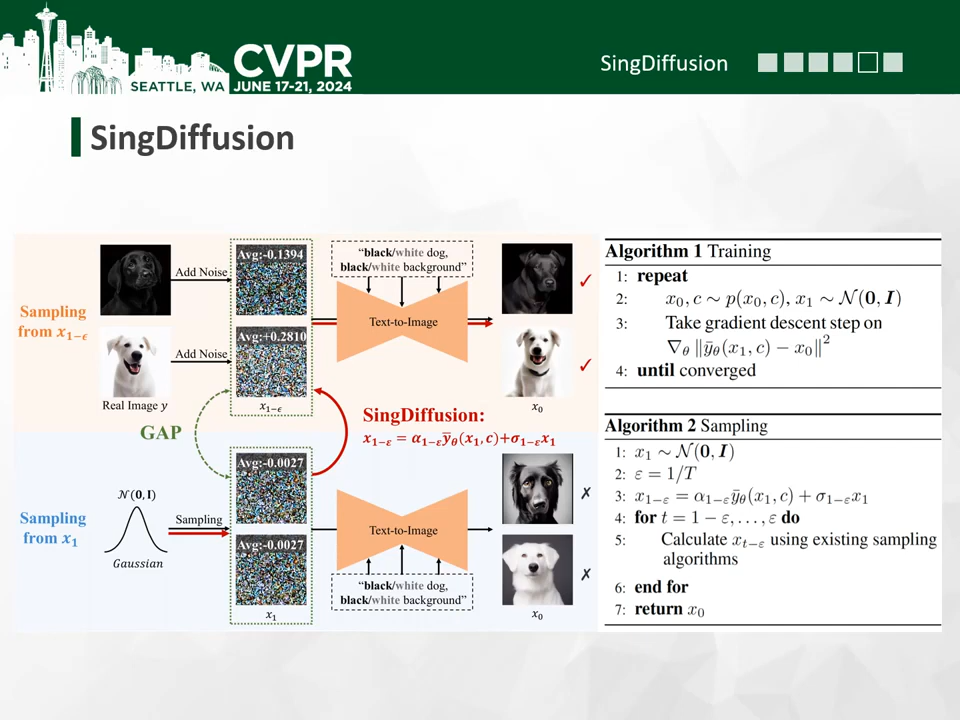 CVPR
SEATTLE, WA JUNE 17-21, 2024
SingDiffusion
SingDiffusion
Sampling
from x₁₋ϵ
Add Noise
Add Noise
Real Image y
Avg:-0.1394
Avg:+0.2810
x₁₋ϵ
“black/white dog,
black/white background”
Text-to-Image
✓
✓
x₀
GAP
SingDiffusion:
x₁₋ε = α₁₋ε ȳθ(x₁, c)+σ₁₋ε x₁
Sampling
from x₁
𝒩(0, I)
Gaussian
Sampling
Avg:-0.0027
Avg:-0.0027
x₁
Text-to-Image
“black/white dog,
black/white background”
✗
✗
x₀
Algorithm 1 Training
1: repeat
2: x₀, c ∼ p(x₀, c), x₁ ∼ 𝒩(0, I)
3: Take gradient descent step on
∇θ ‖ȳθ(x₁, c) − x₀‖²
4: until converged
Algorithm 2 Sampling
1: x₁ ∼ 𝒩(0, I)
2: ε = 1/T
3: x₁₋ε = α₁₋ε ȳθ(x₁, c) + σ₁₋ε x₁
4: for t = 1 − ε, . . . , ε do
5: Calculate xₜ₋ε using existing sampling
algorithms
6: end for
7: return x₀